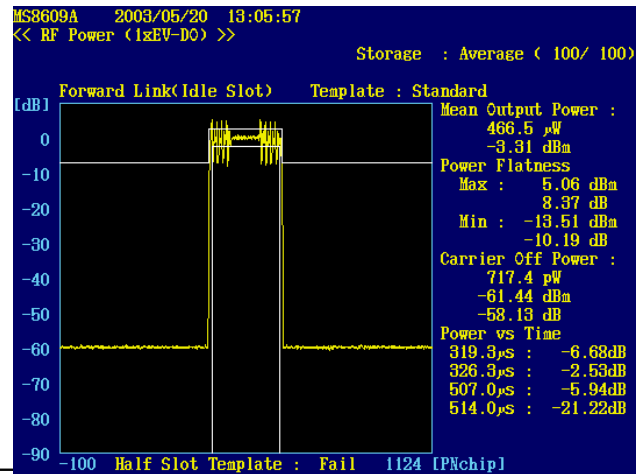 MS8609A 2003/05/20 13:05:57
<< RF Power (1xEV-DO) >>
Storage : Average ( 100/ 100)
Forward Link(Idle Slot) Template : Standard
[dB]
0
-10
-20
-30
-40
-50
-60
-70
-80
-90
Mean Output Power :
466.5 µW
-3.31 dBm
Power Flatness
Max : 5.06 dBm
8.37 dB
Min : -13.51 dBm
-10.19 dB
Carrier Off Power :
717.4 pW
-61.44 dBm
-58.13 dB
Power vs Time
319.3µS : -6.68dB
326.3µS : -2.53dB
507.0µS : -5.94dB
514.0µS : -21.22dB
-100 Half Slot Template : Fail 1124 [PNchip]